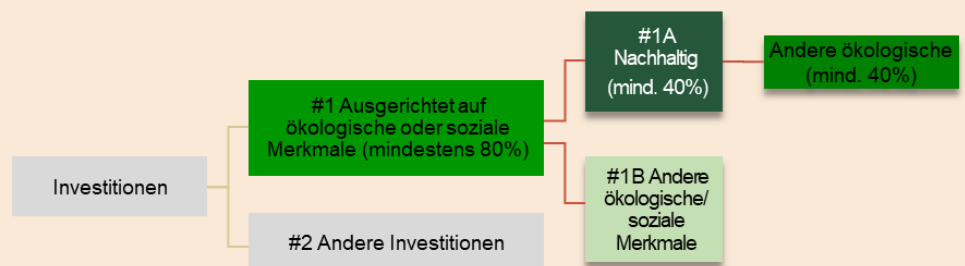 Investitionen
#1 Ausgerichtet auf
ökologische oder soziale
Merkmale (mindestens 80%)
#2 Andere Investitionen
#1A
Nachhaltig
(mind. 40%)
#1B Andere
ökologische/
soziale
Merkmale
Andere ökologische
(mind. 40%)